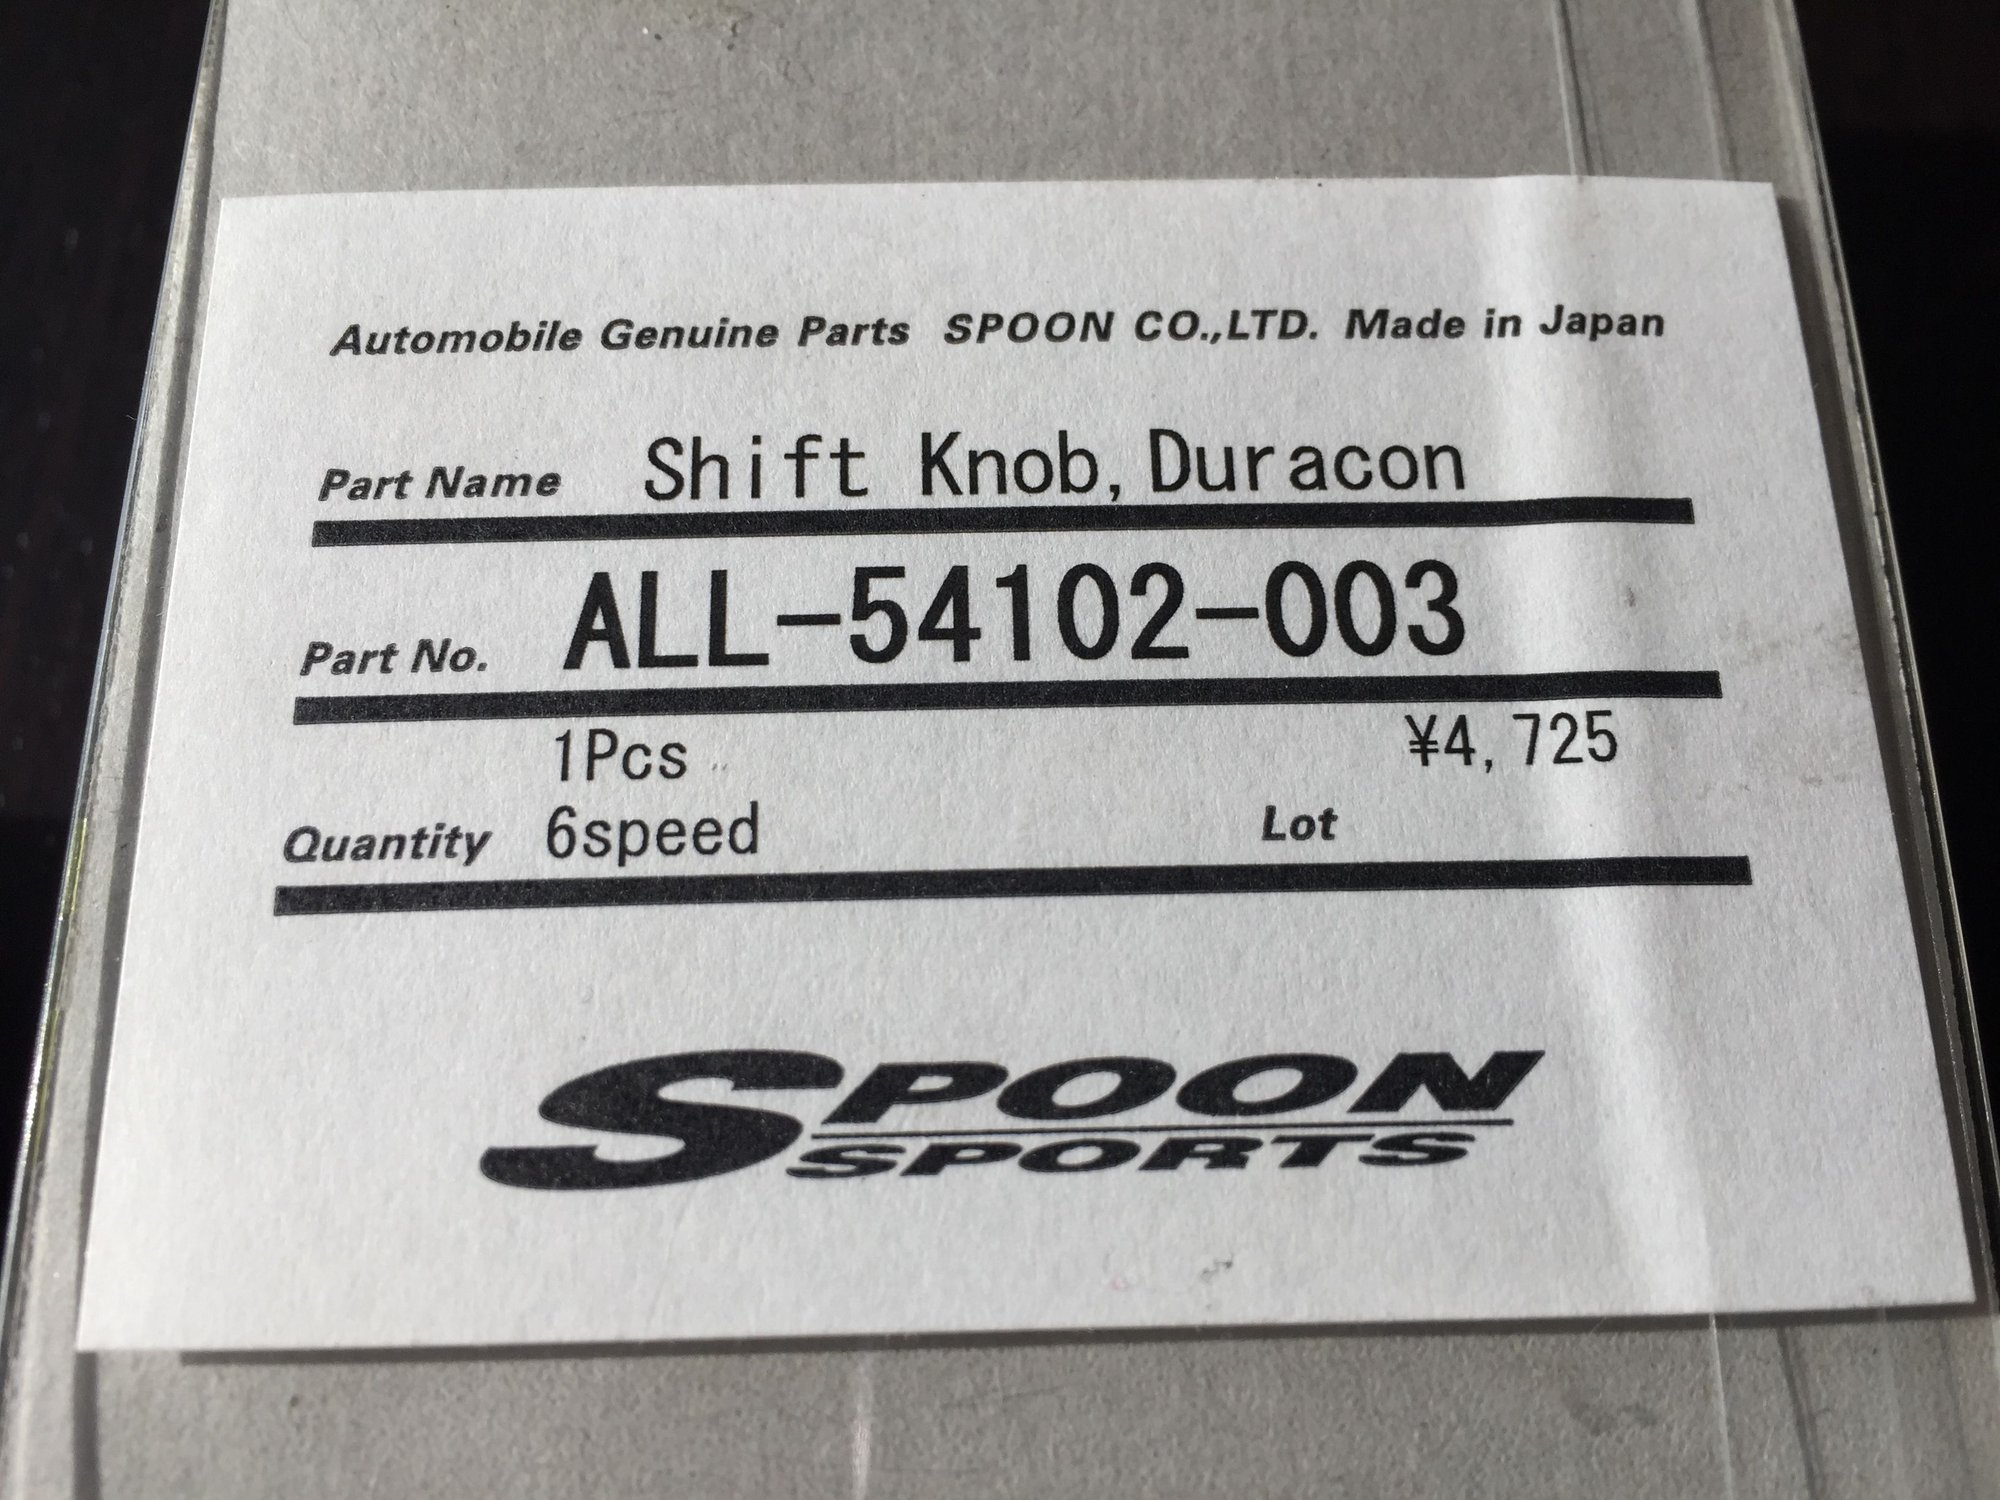 Automobile Genuine Parts SPOON CO.,LTD. Made in Japan
Part Name Shift Knob,Duracon
Part No. ALL-54102-003
1Pcs ¥4,725
Quantity 6speed Lot
SPOON
SPORTS